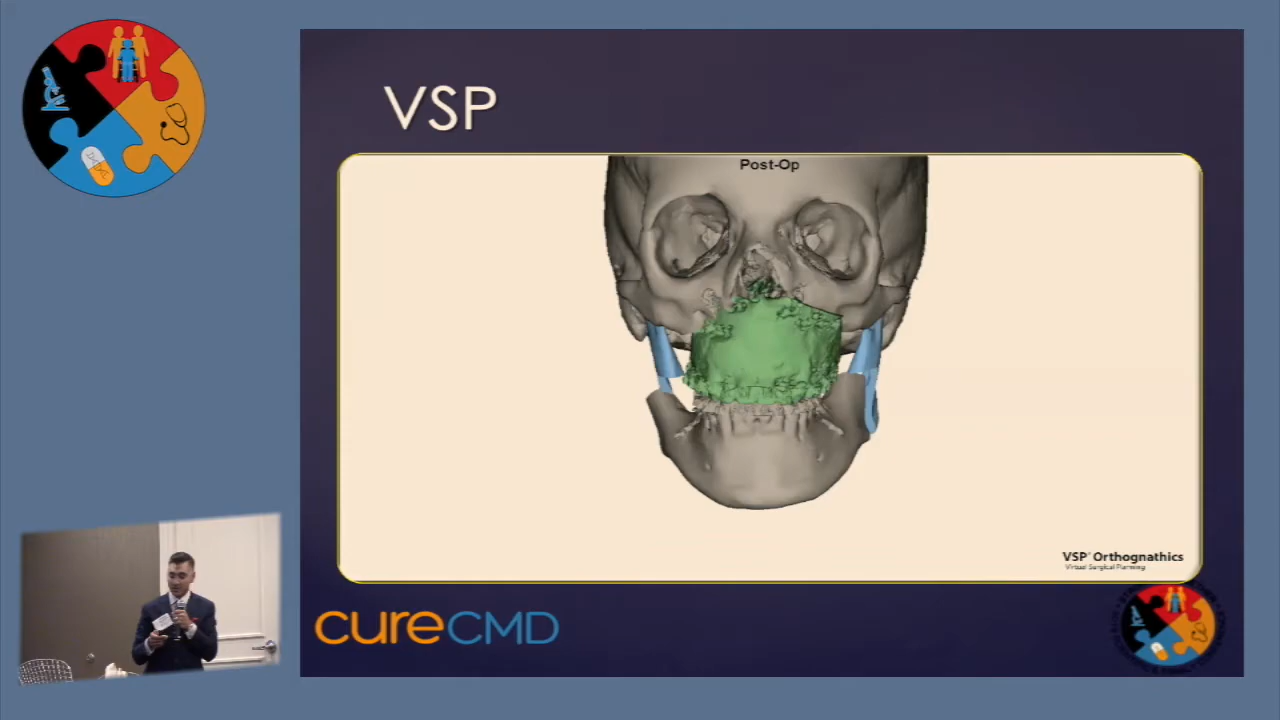 VSP
Post-Op
VSP® Orthognathics
Virtual Surgical Planning
cureCMD